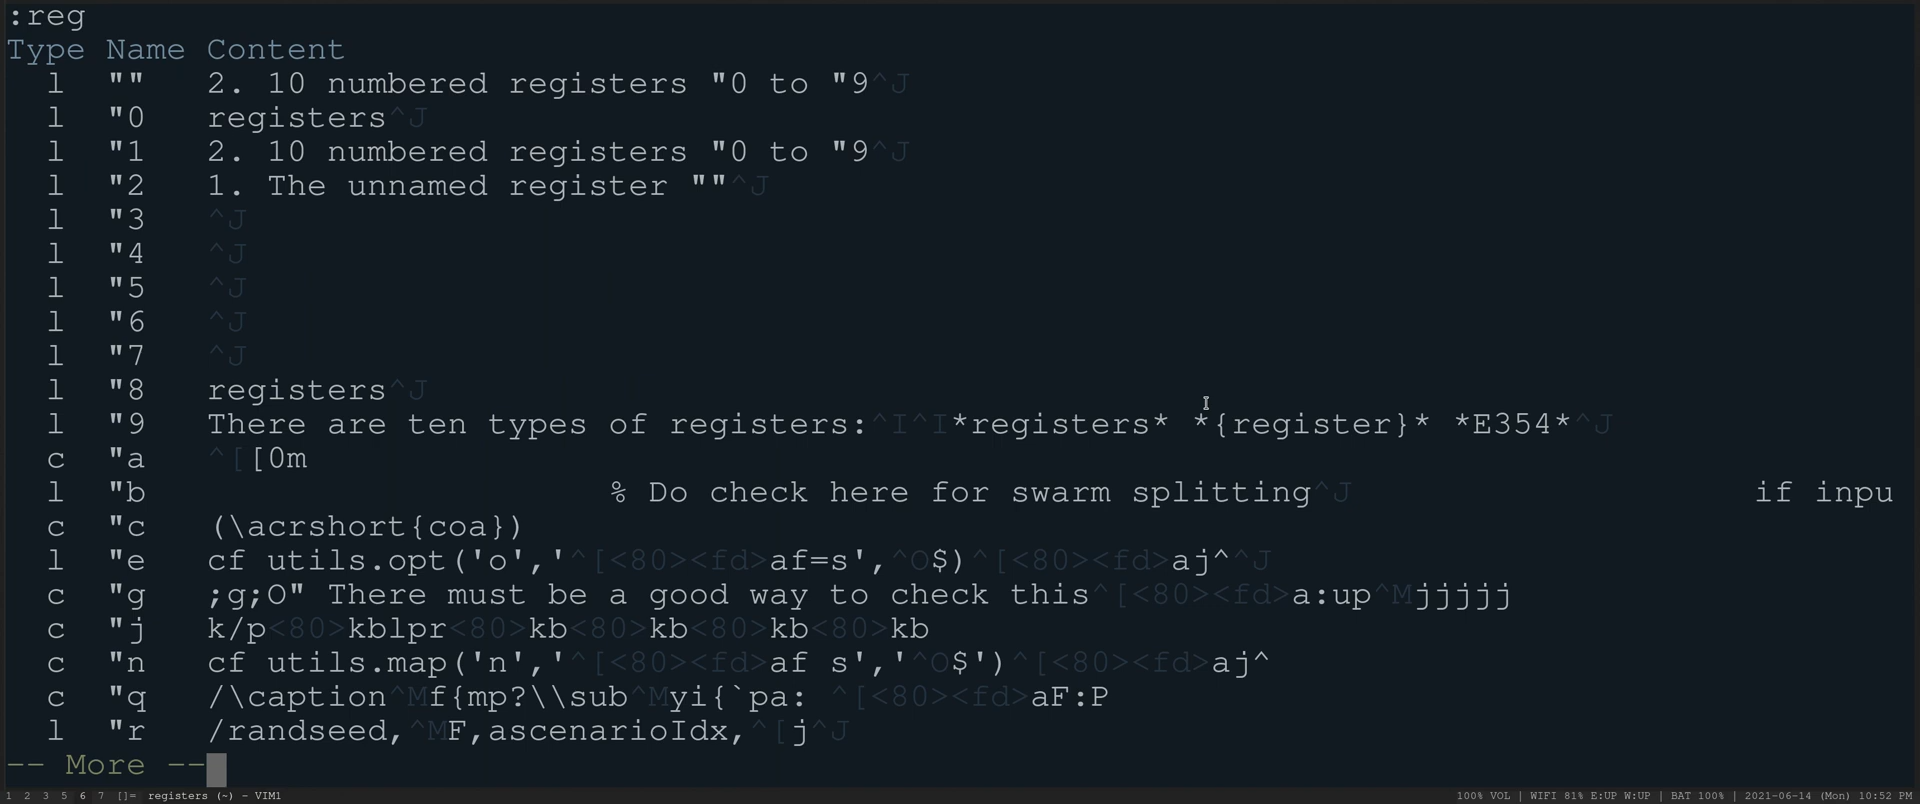 :reg
Type Name Content
l "" 2. 10 numbered registers "0 to "9^J
l "0 registers^J
l "1 2. 10 numbered registers "0 to "9^J
l "2 1. The unnamed register ""^J
l "3 ^J
l "4 ^J
l "5 ^J
l "6 ^J
l "7 ^J
l "8 registers^J
l "9 There are ten types of registers:^I^I*registers* *{register}* *E354*^J
c "a ^[[0m
l "b % Do check here for swarm splitting^J if inpu
c "c (\acrshort{coa})
l "e cf utils.opt('o','^[<80><fd>af=s',^O$)^[<80><fd>aj^^J
c "g ;g;O" There must be a good way to check this^[<80><fd>a:up^Mjjjjj
c "j k/p<80>kblpr<80>kb<80>kb<80>kb<80>kb
c "n cf utils.map('n','^[<80><fd>af s','^O$')^[<80><fd>aj^
c "q /\caption^Mf{mp?\\sub^Myi{`pa: ^[<80><fd>aF:P
l "r /randseed,^MF,ascenarioIdx,^[j^J
-- More --
1 2 3 5 6 7 []= registers (~) - VIM1 100% VOL | WIFI 81% E:UP W:UP | BAT 100% | 2021-06-14 (Mon) 10:52 PM